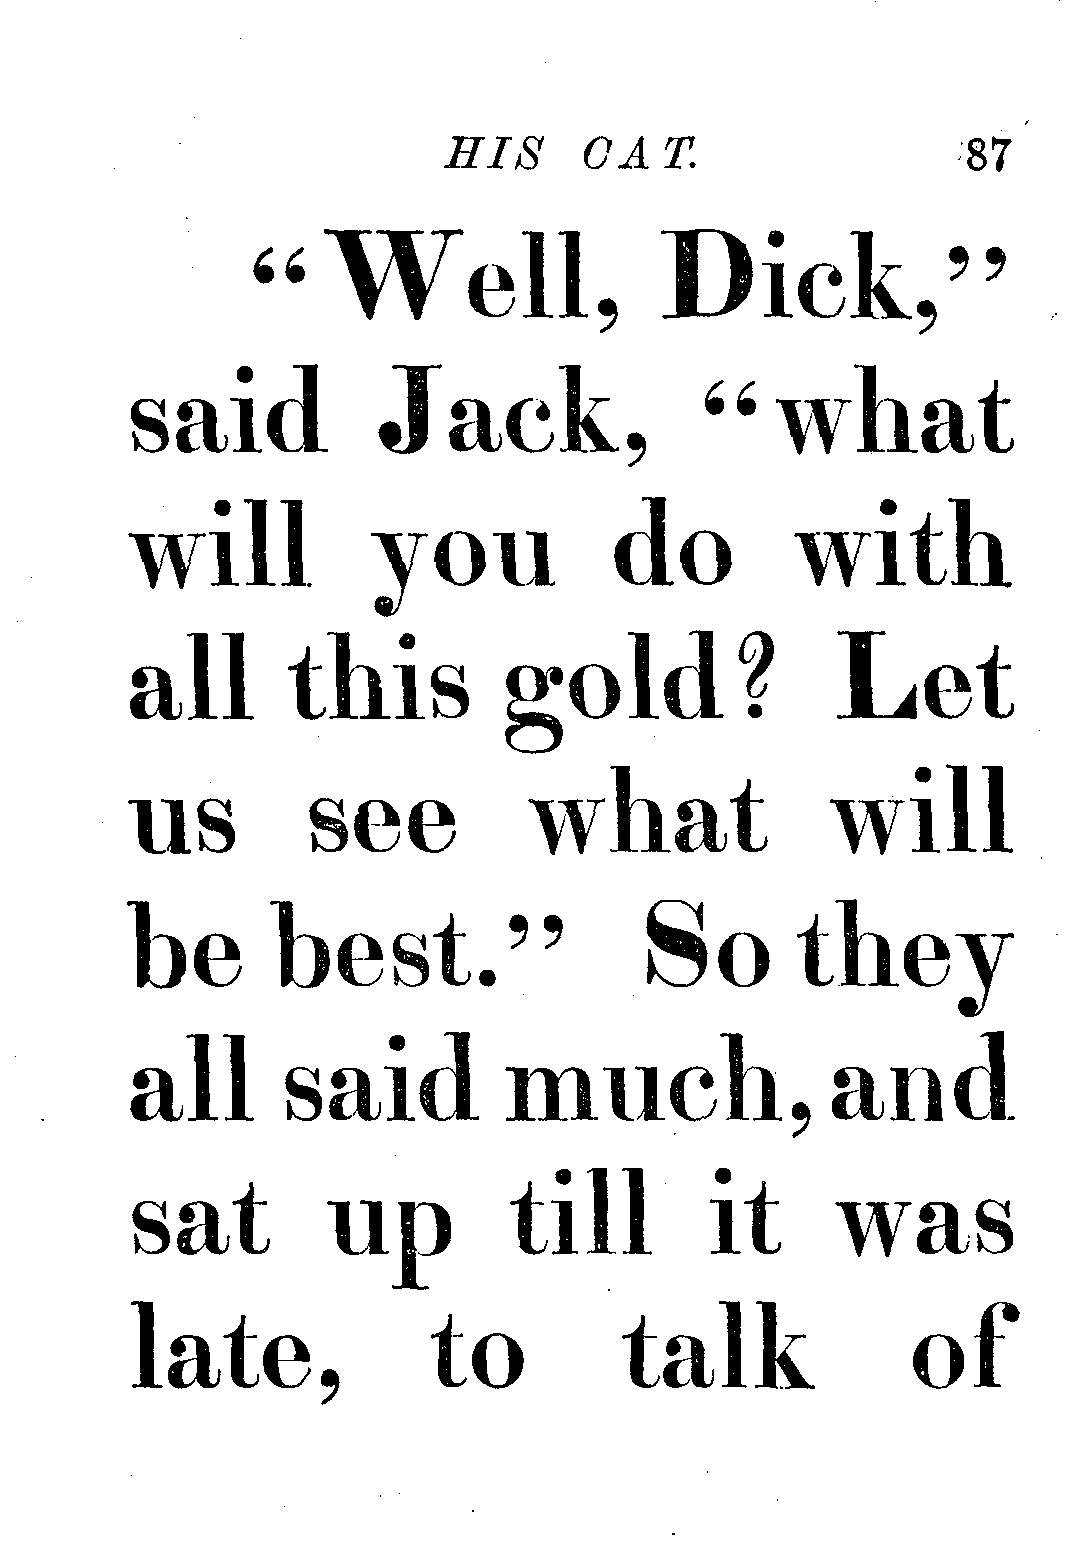 HIS CAT. 87
“Well, Dick,”
said Jack, “what
will you do with
all this gold? Let
us see what will
be best.” So they
all said much, and
sat up till it was
late, to talk of